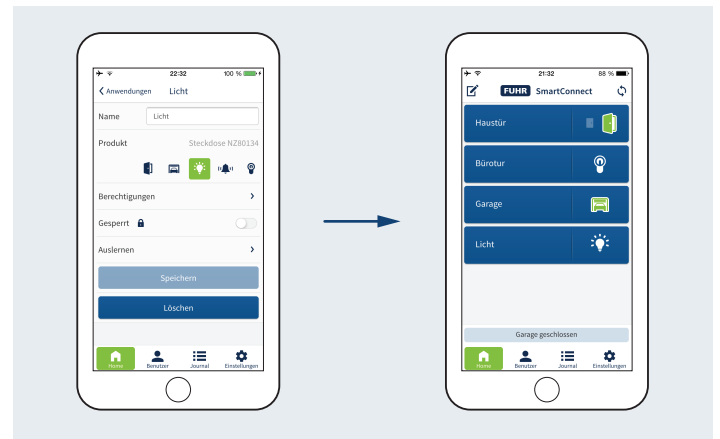 22:32
100 %
Anwendungen
Licht
Name
Licht
Produkt
Steckdose NZ80134
Berechtigungen
Gesperrt
Auslernen
Speichern
Löschen
Home
Benutzer
Journal
Einstellungen
21:32
88 %
FUHR SmartConnect
Haustür
Bürotur
Garage
Licht
Garage geschlossen
Home
Benutzer
Journal
Einstellungen